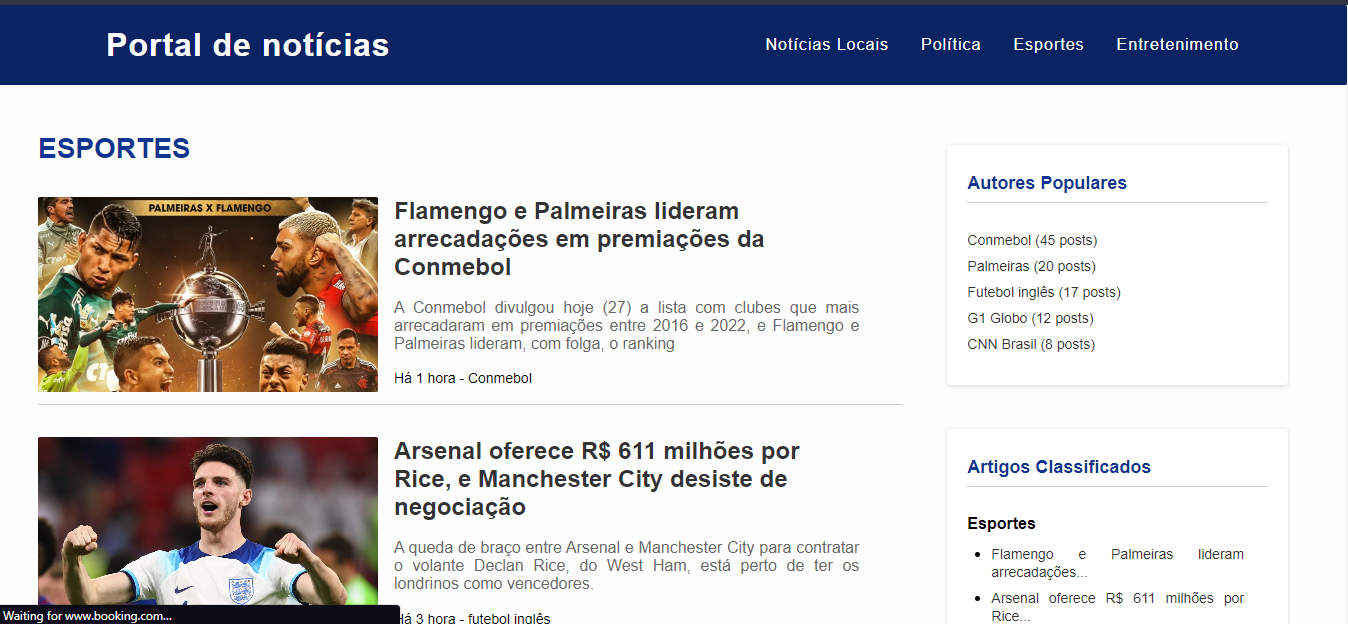 Portal de notícias
Notícias Locais Política Esportes Entretenimento
ESPORTES
PALMEIRAS X FLAMENGO
Flamengo e Palmeiras lideram
arrecadações em premiações da
Conmebol
A Conmebol divulgou hoje (27) a lista com clubes que mais
arrecadaram em premiações entre 2016 e 2022, e Flamengo e
Palmeiras lideram, com folga, o ranking
Há 1 hora - Conmebol
Arsenal oferece R$ 611 milhões por
Rice, e Manchester City desiste de
negociação
A queda de braço entre Arsenal e Manchester City para contratar
o volante Declan Rice, do West Ham, está perto de ter os
londrinos como vencedores.
Há 3 hora - futebol inglês
Autores Populares
Conmebol (45 posts)
Palmeiras (20 posts)
Futebol inglês (17 posts)
G1 Globo (12 posts)
CNN Brasil (8 posts)
Artigos Classificados
Esportes
Flamengo e Palmeiras lideram
arrecadações...
Arsenal oferece R$ 611 milhões por
Rice...
Waiting for www.booking.com...